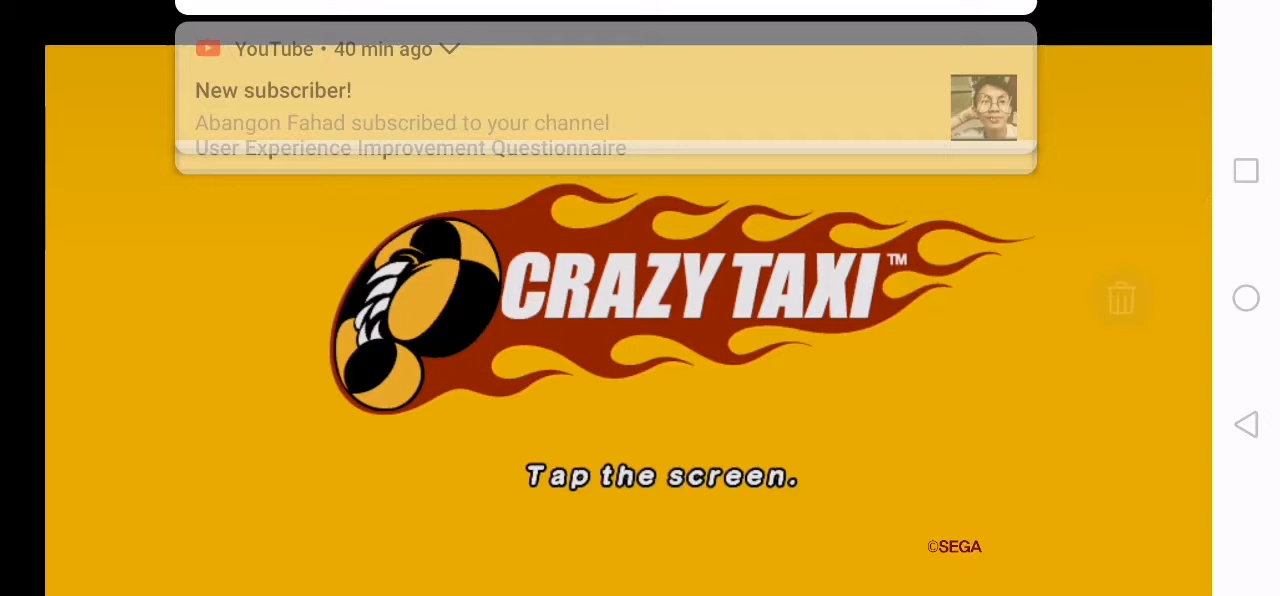 YouTube • 40 min ago
New subscriber!
Abangon Fahad subscribed to your channel
User Experience Improvement Questionnaire
CRAZY TAXI™
Tap the screen.
©SEGA